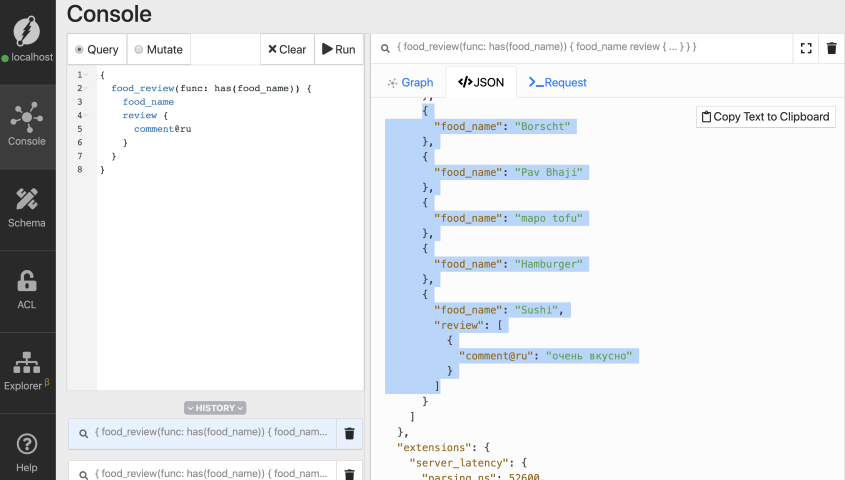 Console
localhost
Console
Schema
ACL
Explorer β
Help
Query
Mutate
Clear
Run
1 {
2 food_review(func: has(food_name)) {
3 food_name
4 review {
5 comment@ru
6 }
7 }
8 }
HISTORY
{ food_review(func: has(food_name)) { food_nam...
{ food_review(func: has(food_name)) { food_nam...
{ food_review(func: has(food_name)) { food_name review { ... } } }
Graph
</>JSON
>_Request
Copy Text to Clipboard
},
{
"food_name": "Borscht"
},
{
"food_name": "Pav Bhaji"
},
{
"food_name": "mapo tofu"
},
{
"food_name": "Hamburger"
},
{
"food_name": "Sushi",
"review": [
{
"comment@ru": "очень вкусно"
}
]
}
]
},
"extensions": {
"server_latency": {
"parsing_ns": 52600,